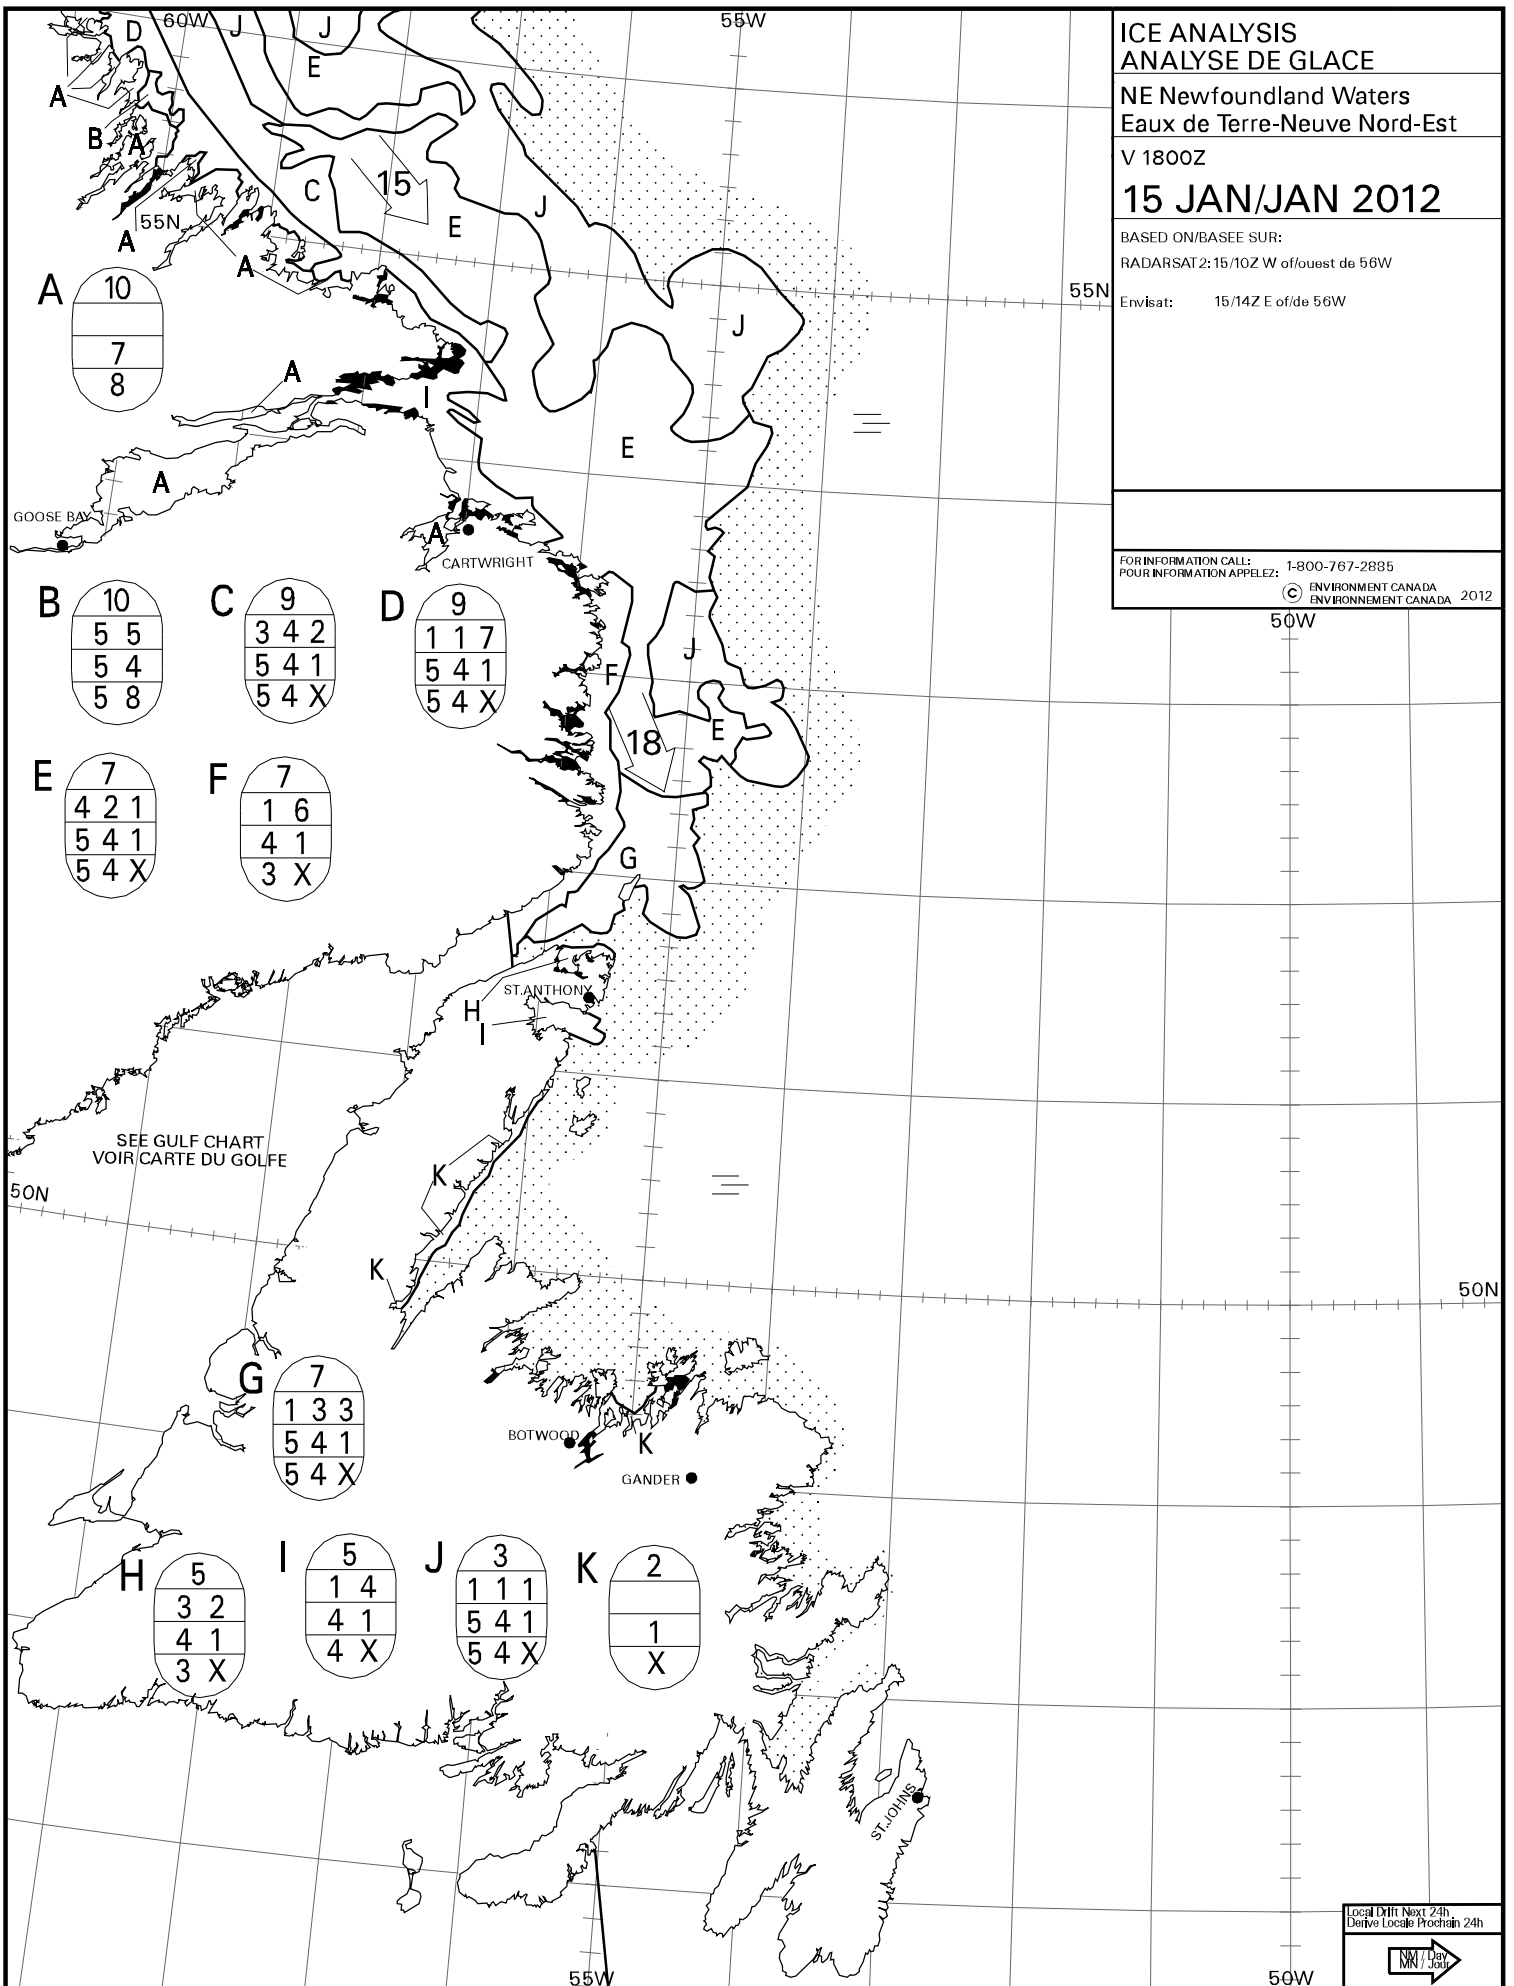 ICE ANALYSIS
ANALYSE DE GLACE
NE Newfoundland Waters
Eaux de Terre-Neuve Nord-Est
V 1800Z
15 JAN/JAN 2012
BASED ON/BASEE SUR:
RADARSAT2: 15/10Z W of/ouest de 56W
Envisat: 15/14Z E of/de 56W
FOR INFORMATION CALL:
POUR INFORMATION APPELEZ: 1-800-767-2885
© ENVIRONMENT CANADA
ENVIRONNEMENT CANADA 2012
60W
55W
D
J
J
E
A
B
A
C
15
E
J
55N
A
A
55N
J
A
I
E
A
GOOSE BAY
A
CARTWRIGHT
F
J
18
E
G
50W
A
10
7
8
B
10
5 5
5 4
5 8
C
9
3 4 2
5 4 1
5 4 X
D
9
1 1 7
5 4 1
5 4 X
E
7
4 2 1
5 4 1
5 4 X
F
7
1 6
4 1
3 X
ST.ANTHONY
H
I
SEE GULF CHART
VOIR CARTE DU GOLFE
K
50N
K
50N
G
7
1 3 3
5 4 1
5 4 X
BOTWOOD
K
GANDER
H
5
3 2
4 1
3 X
I
5
1 4
4 1
4 X
J
3
1 1 1
5 4 1
5 4 X
K
2
1
X
ST.JOHNS
Local Drift Next 24h
Derive Locale Prochain 24h
NM / Day
MN / Jour
55W
50W